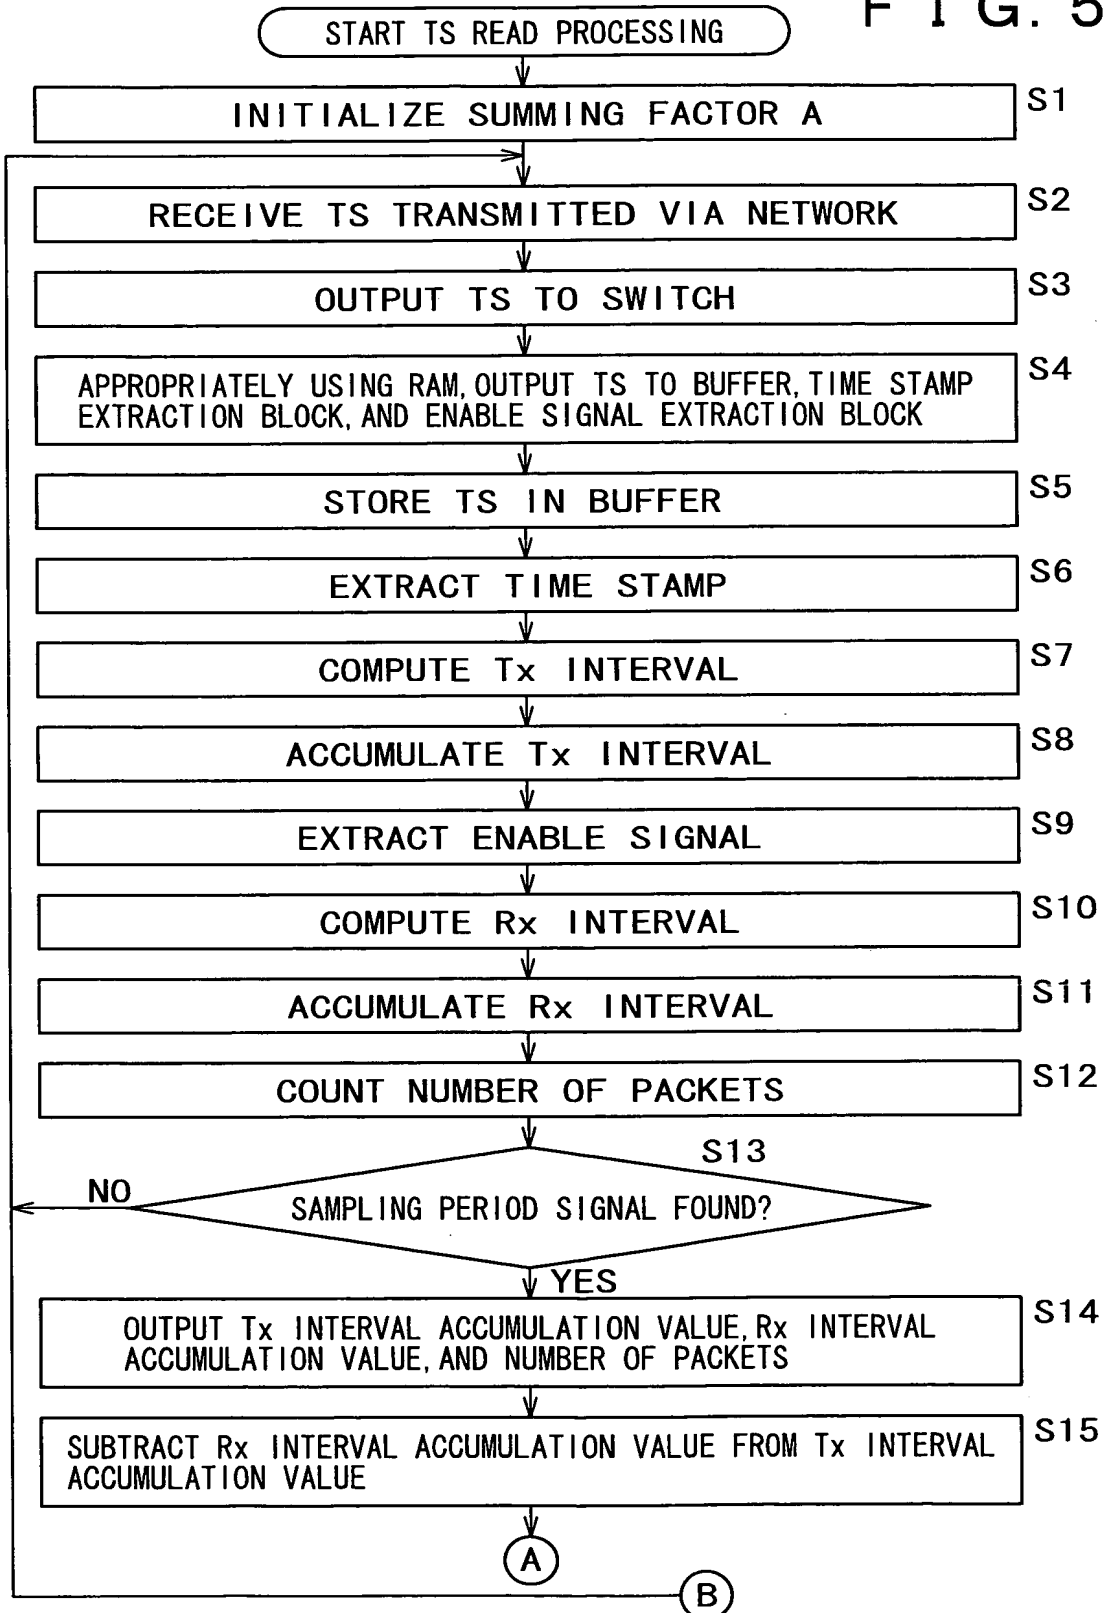 FIG. 5
START TS READ PROCESSING
INITIALIZE SUMMING FACTOR A
S1
RECEIVE TS TRANSMITTED VIA NETWORK
S2
OUTPUT TS TO SWITCH
S3
APPROPRIATELY USING RAM, OUTPUT TS TO BUFFER, TIME STAMP
EXTRACTION BLOCK, AND ENABLE SIGNAL EXTRACTION BLOCK
S4
STORE TS IN BUFFER
S5
EXTRACT TIME STAMP
S6
COMPUTE Tx INTERVAL
S7
ACCUMULATE Tx INTERVAL
S8
EXTRACT ENABLE SIGNAL
S9
COMPUTE Rx INTERVAL
S10
ACCUMULATE Rx INTERVAL
S11
COUNT NUMBER OF PACKETS
S12
S13
NO
SAMPLING PERIOD SIGNAL FOUND?
YES
OUTPUT Tx INTERVAL ACCUMULATION VALUE, Rx INTERVAL
ACCUMULATION VALUE, AND NUMBER OF PACKETS
S14
SUBTRACT Rx INTERVAL ACCUMULATION VALUE FROM Tx INTERVAL
ACCUMULATION VALUE
S15
A
B